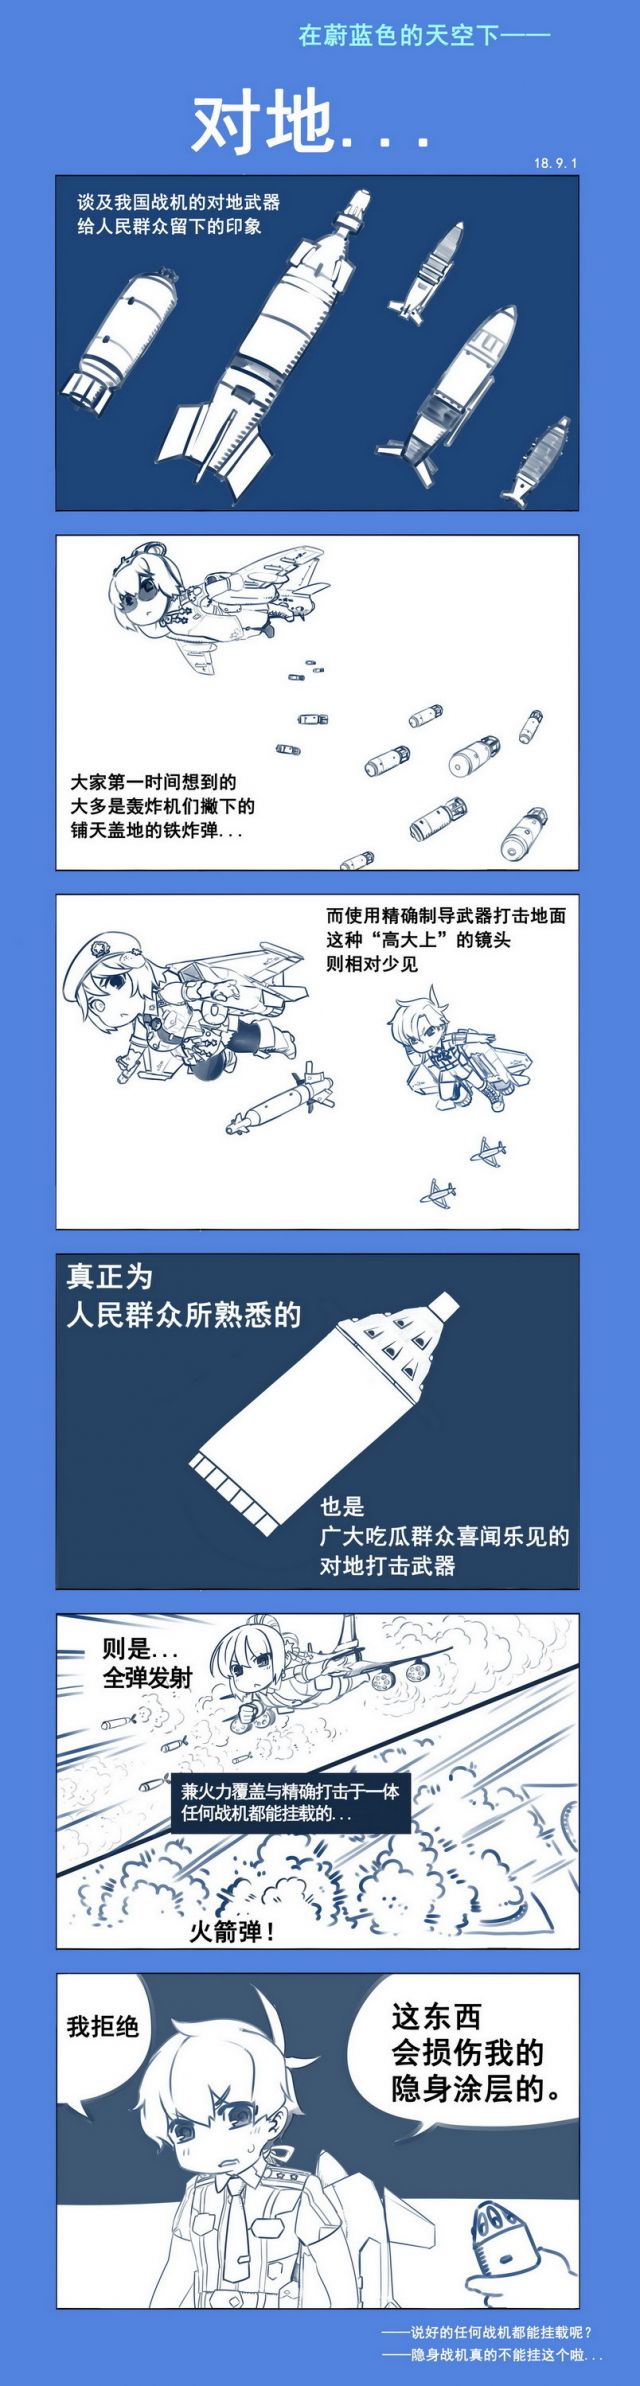 在蔚蓝色的天空下——
对地...
18.9.1
谈及我国战机的对地武器
给人民群众留下的印象
大家第一时间想到的
大多是轰炸机们撇下的
铺天盖地的铁炸弹...
而使用精确制导武器打击地面
这种“高大上”的镜头
则相对少见
真正为
人民群众所熟悉的
也是
广大吃瓜群众喜闻乐见的
对地打击武器
则是...
全弹发射
兼火力覆盖与精确打击于一体
任何战机都能挂载的...
火箭弹!
我拒绝
这东西
会损伤我的
隐身涂层的。
——说好的任何战机都能挂载呢?
——隐身战机真的不能挂这个啦...